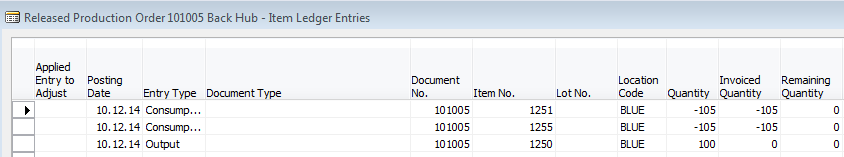 Released Production Order 101005 Back Hub - Item Ledger Entries
Applied
Entry to Posting Document Location Invoiced Remaining
Adjust Date Entry Type Document Type No. Item No. Lot No. Code Quantity Quantity Quantity
10.12.14 Consump... 101005 1251 BLUE -105 -105 0
10.12.14 Consump... 101005 1255 BLUE -105 -105 0
10.12.14 Output 101005 1250 BLUE 100 0 0